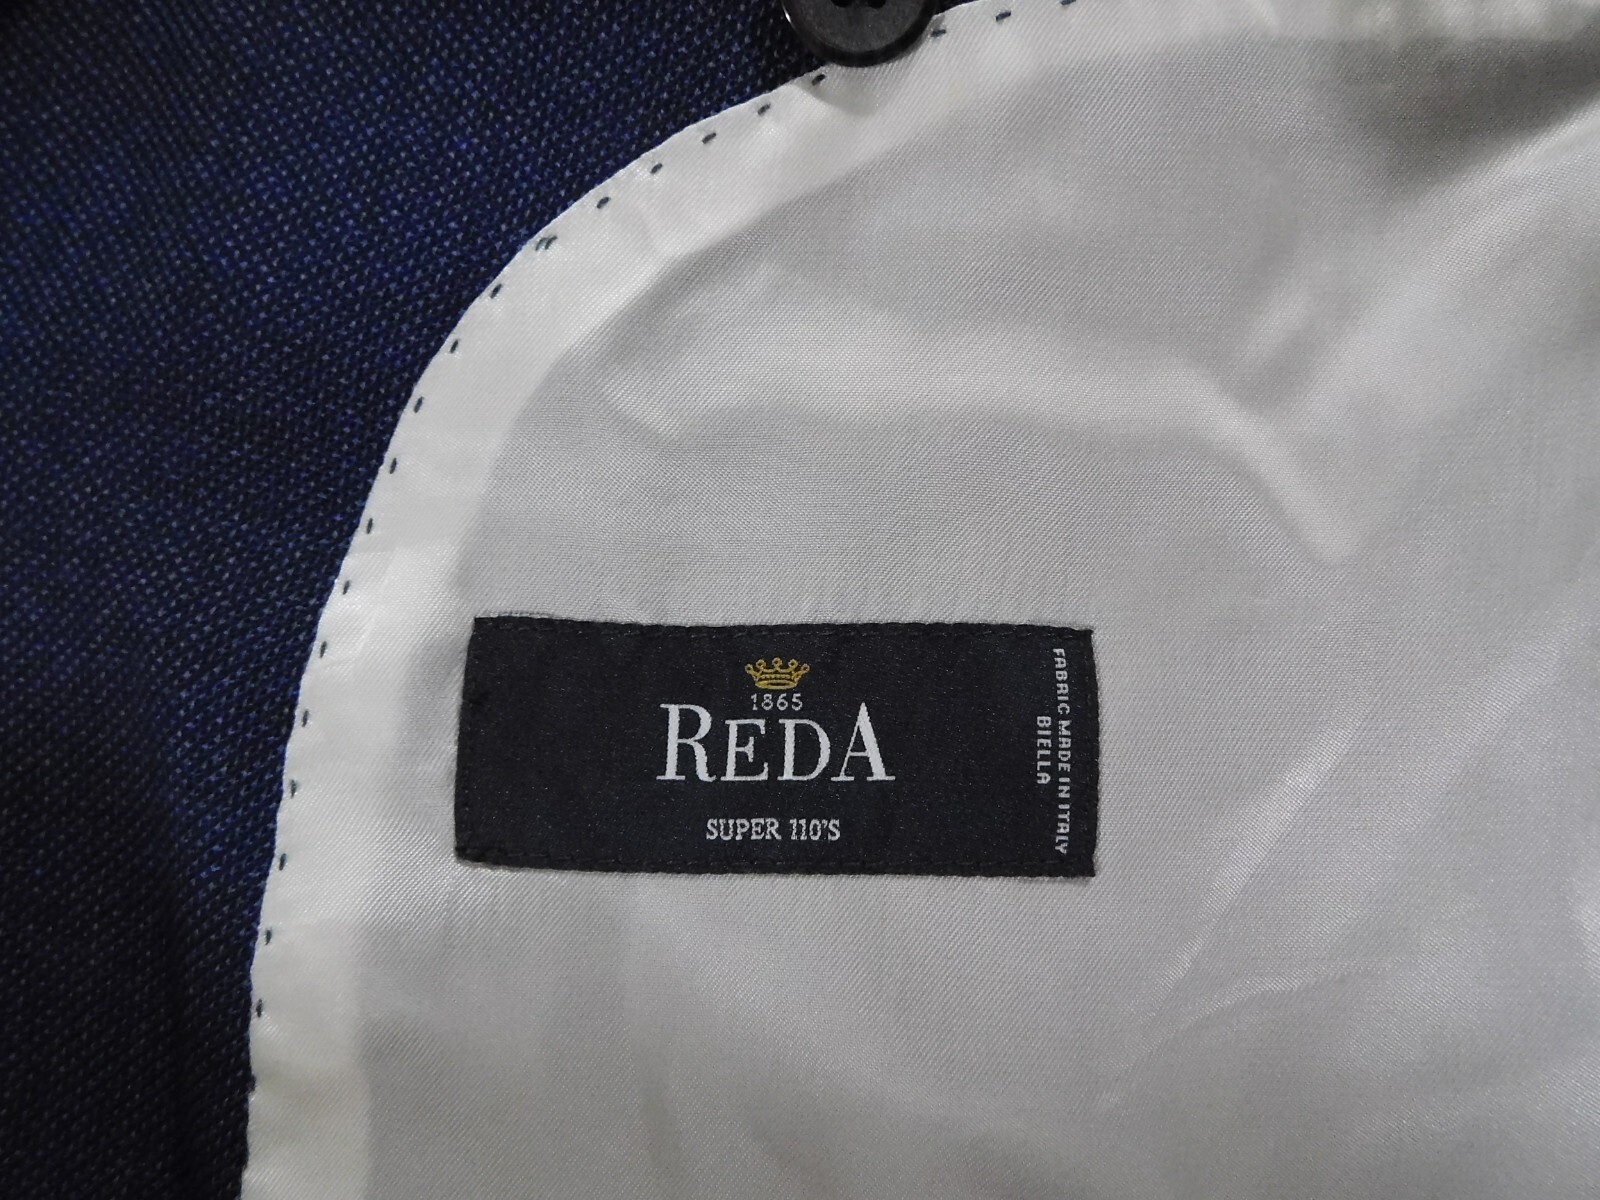 1865
REDA
SUPER 110'S
FABRIC MADE IN ITALY
BIELLA